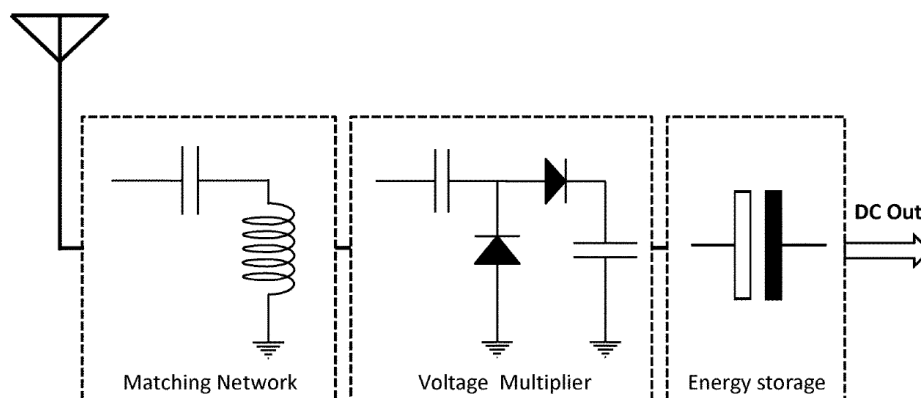 DC Out
Matching Network
Voltage Multiplier
Energy storage